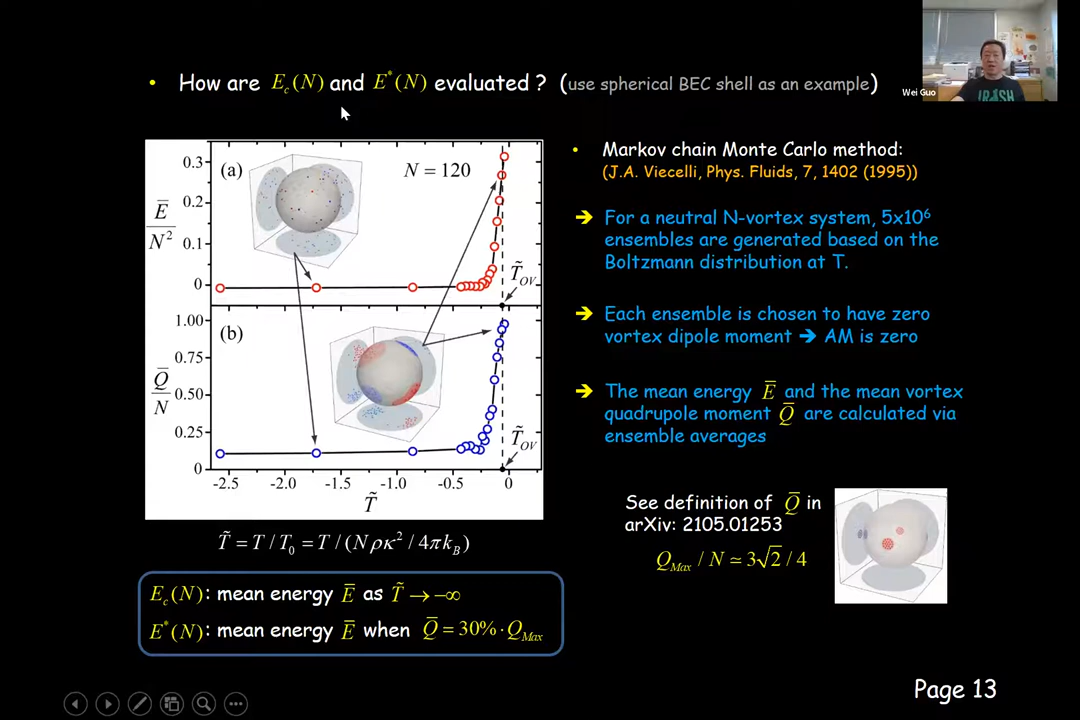 • How are E_c(N) and E*(N) evaluated ? (use spherical BEC shell as an example)
Wei Guo
(a)
N = 120
0.3
0.2
0.1
0
Ē/N²
T̃_OV
(b)
1.00
0.75
0.50
0.25
0
Q̄/N
T̃_OV
-2.5 -2.0 -1.5 -1.0 -0.5 0
T̃
T̃ = T / T₀ = T / (Nρκ² / 4πk_B)
E_c(N): mean energy Ē as T̃ → −∞
E*(N): mean energy Ē when Q̄ = 30% · Q_Max
• Markov chain Monte Carlo method:
(J.A. Viecelli, Phys. Fluids, 7, 1402 (1995))
➔ For a neutral N-vortex system, 5x10⁶
ensembles are generated based on the
Boltzmann distribution at T.
➔ Each ensemble is chosen to have zero
vortex dipole moment ➔ AM is zero
➔ The mean energy Ē and the mean vortex
quadrupole moment Q̄ are calculated via
ensemble averages
See definition of Q̄ in
arXiv: 2105.01253
Q_Max / N ≃ 3√2 / 4
Page 13